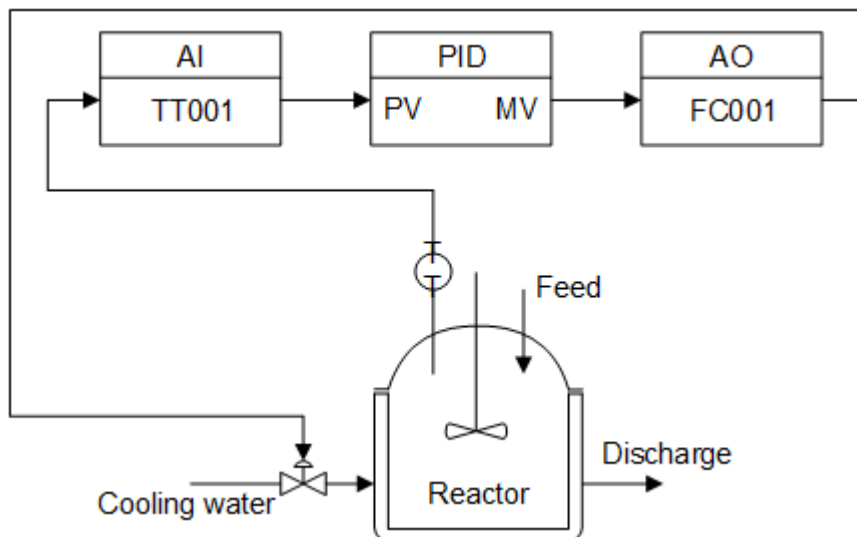 AI
PID
AO
TT001
PV
MV
FC001
T
T
Feed
Discharge
Cooling water
Reactor